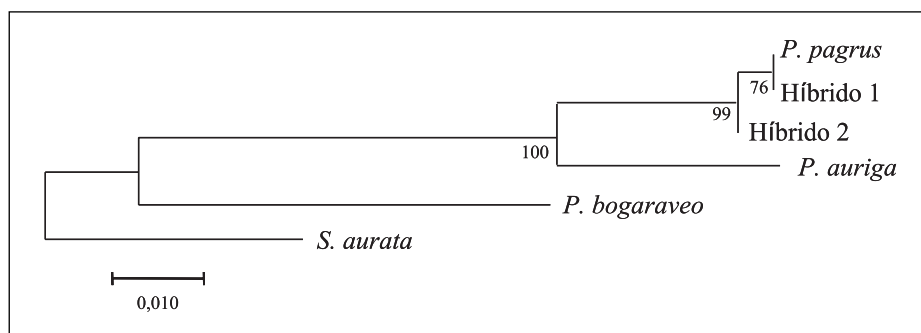 P. pagrus
76
Híbrido 1
99
Híbrido 2
100
P. auriga
P. bogaraveo
S. aurata
0,010